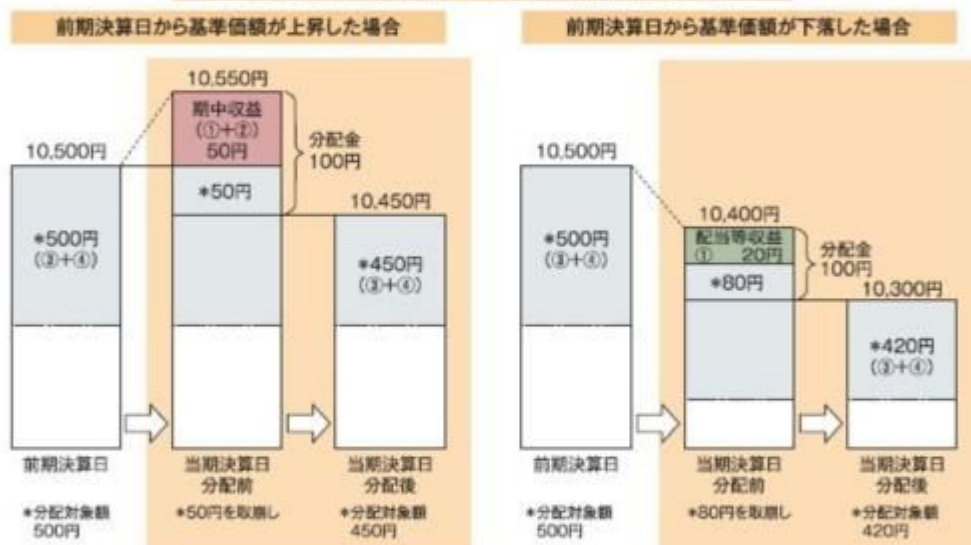 前期決算日から基準価額が上昇した場合
10,550円
期中収益
(①+②)
50円
分配金
100円
10,500円
*50円
10,450円
*500円
(③+④)
*450円
(③+④)
前期決算日
当期決算日
分配前
当期決算日
分配後
*分配対象額
500円
*50円を取崩し
*分配対象額
450円
前期決算日から基準価額が下落した場合
10,500円
10,400円
配当等収益
① 20円
分配金
100円
*80円
10,300円
*500円
(③+④)
*420円
(③+④)
前期決算日
当期決算日
分配前
当期決算日
分配後
*分配対象額
500円
*80円を取崩し
*分配対象額
420円